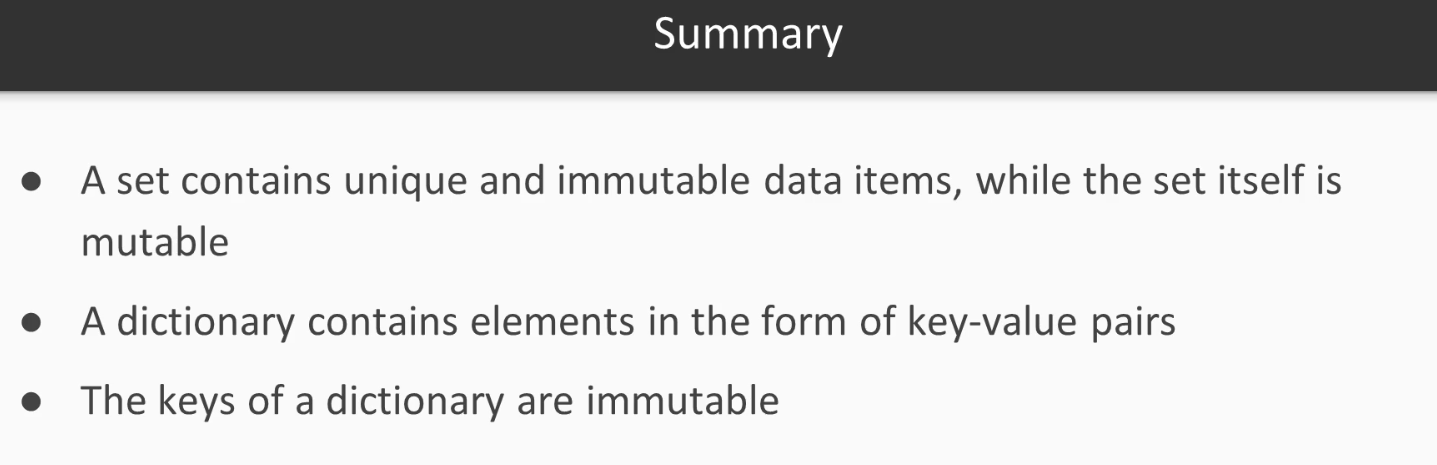 Summary
● A set contains unique and immutable data items, while the set itself is
mutable
● A dictionary contains elements in the form of key-value pairs
● The keys of a dictionary are immutable